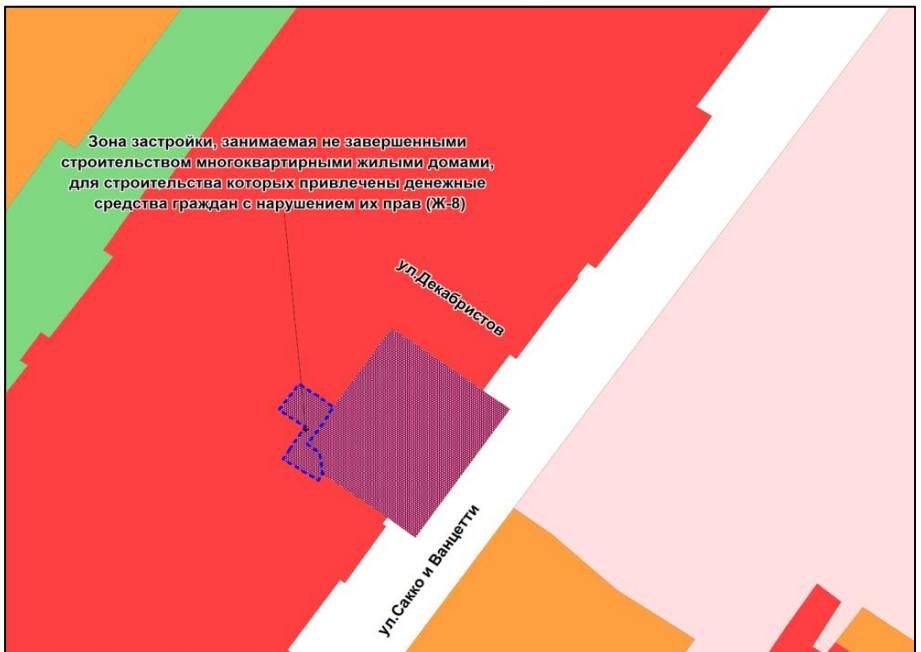 Зона застройки, занимаемая не завершенными
строительством многоквартирными жилыми домами,
для строительства которых привлечены денежные
средства граждан с нарушением их прав (Ж-8)
ул.Декабристов
ул.Сакко и Ванцетти